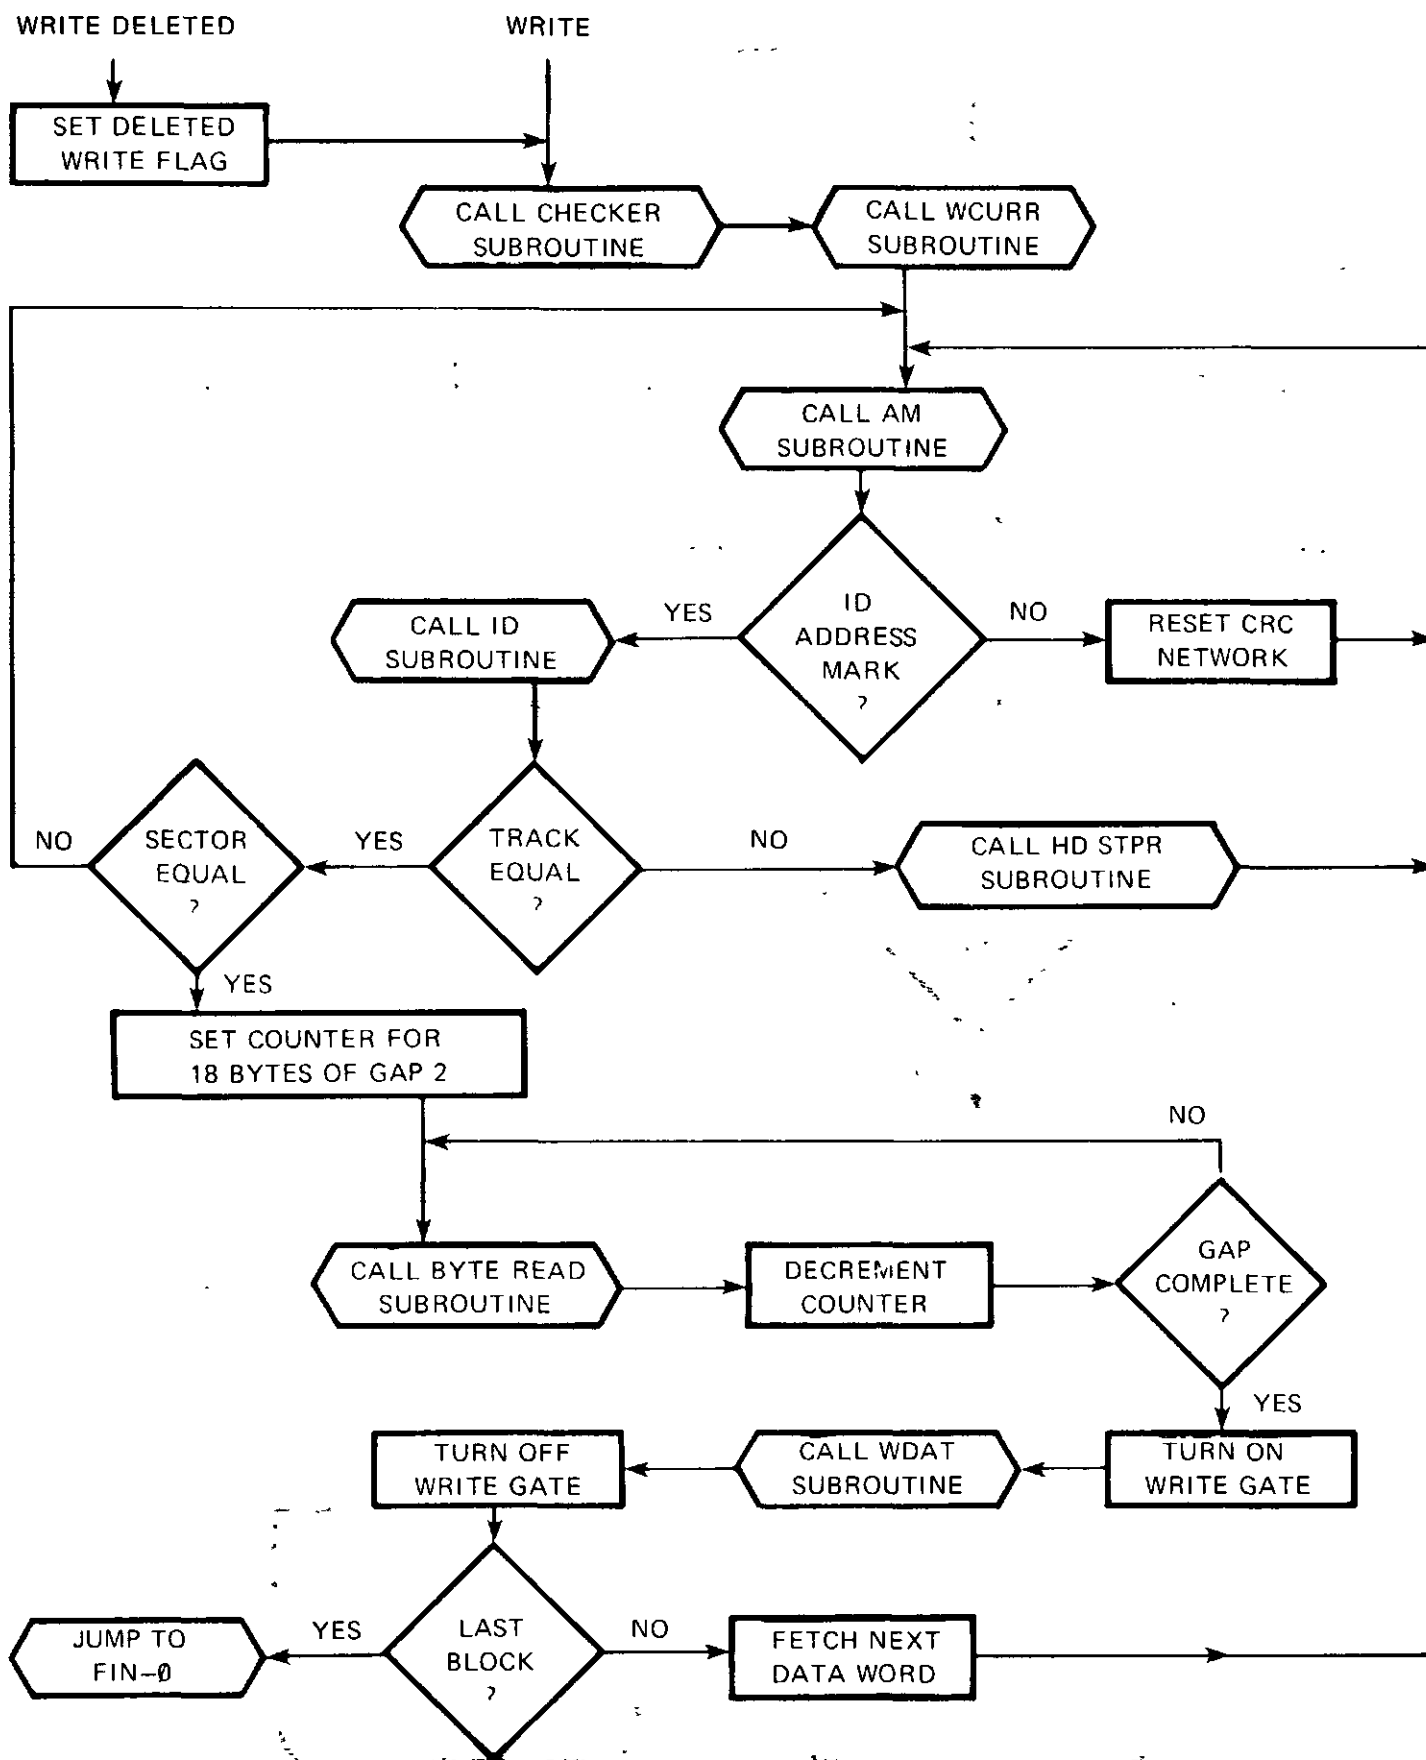 WRITE DELETED
WRITE
SET DELETED
WRITE FLAG
CALL CHECKER
SUBROUTINE
CALL WCURR
SUBROUTINE
CALL AM
SUBROUTINE
ID
ADDRESS
MARK
?
YES
NO
CALL ID
SUBROUTINE
RESET CRC
NETWORK
NO
SECTOR
EQUAL
?
YES
TRACK
EQUAL
?
NO
CALL HD STPR
SUBROUTINE
YES
SET COUNTER FOR
18 BYTES OF GAP 2
NO
CALL BYTE READ
SUBROUTINE
DECREMENT
COUNTER
GAP
COMPLETE
?
YES
TURN OFF
WRITE GATE
CALL WDAT
SUBROUTINE
TURN ON
WRITE GATE
JUMP TO
FIN-0
YES
LAST
BLOCK
?
NO
FETCH NEXT
DATA WORD